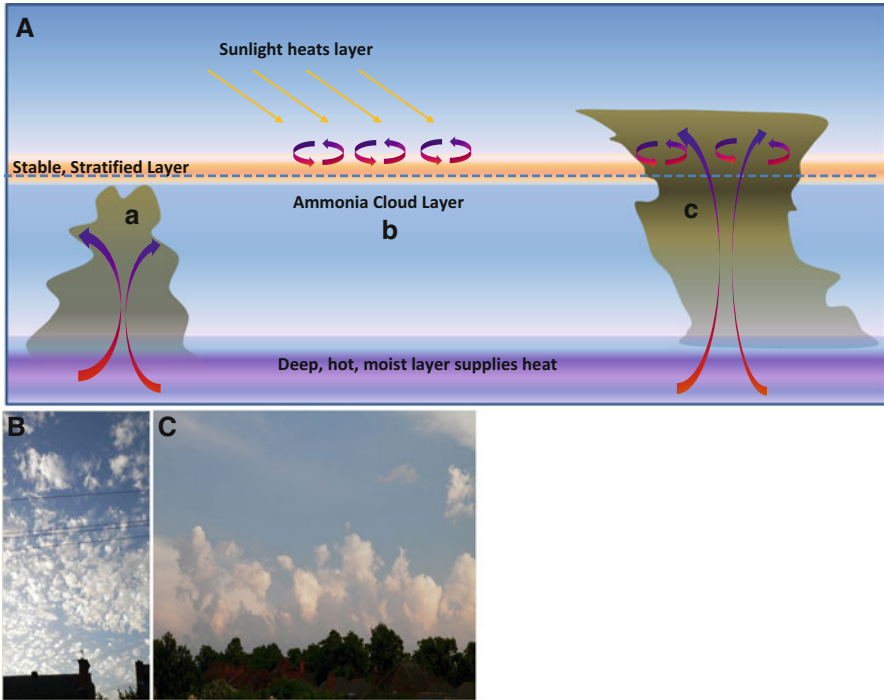 A
Sunlight heats layer
Stable, Stratified Layer
Ammonia Cloud Layer
a
b
c
Deep, hot, moist layer supplies heat
B
C